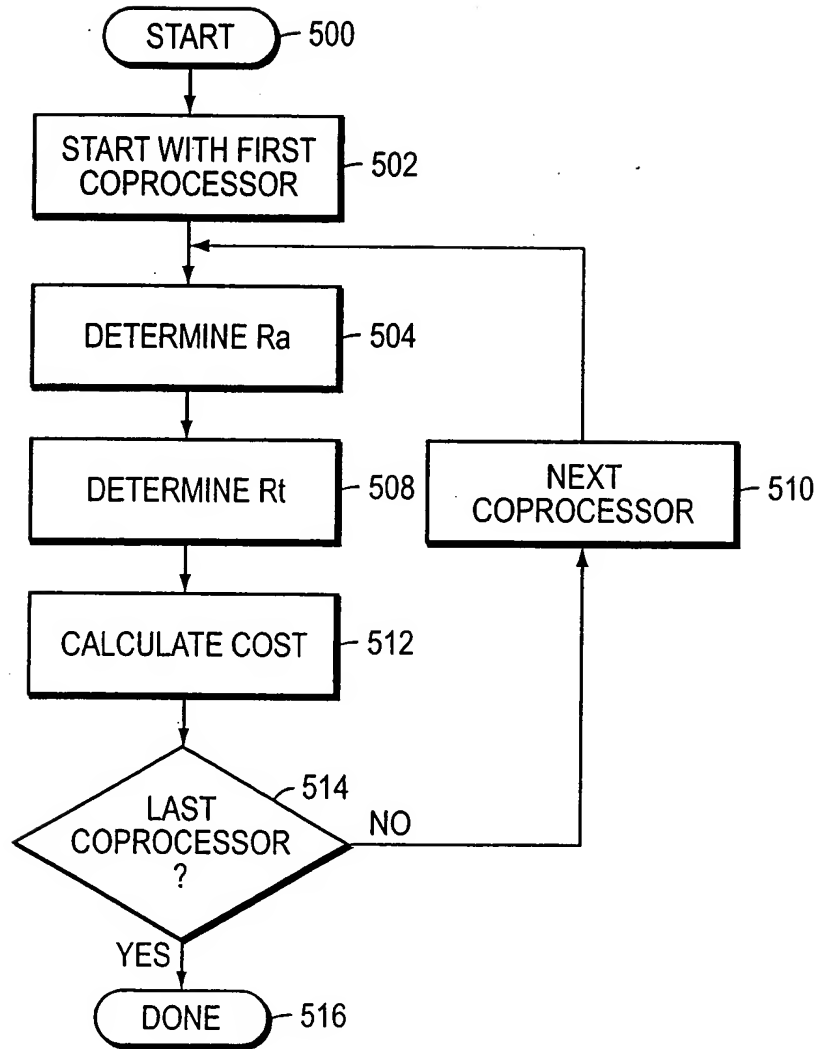 START
500
START WITH FIRST
COPROCESSOR
502
DETERMINE Ra
504
DETERMINE Rt
508
NEXT
COPROCESSOR
510
CALCULATE COST
512
LAST
COPROCESSOR
?
514
NO
YES
DONE
516